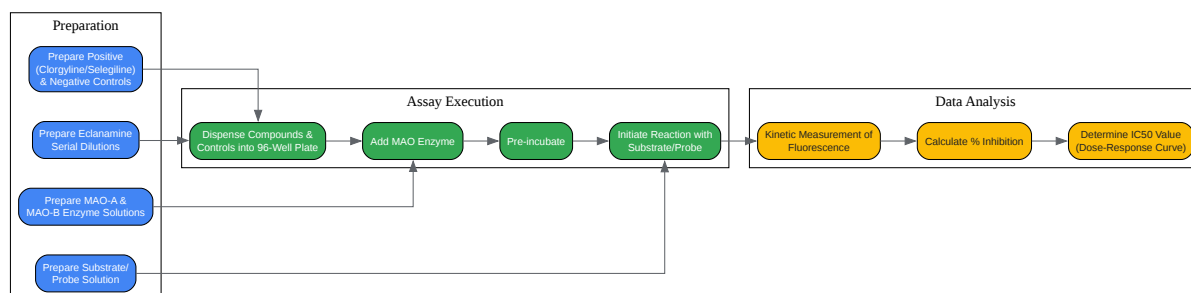 Preparation
Prepare Positive
(Clorgyline/Selegiline)
& Negative Controls
Prepare Eclanamine
Serial Dilutions
Prepare MAO-A &
MAO-B Enzyme Solutions
Prepare Substrate/
Probe Solution
Assay Execution
Dispense Compounds &
Controls into 96-Well Plate
Add MAO Enzyme
Pre-incubate
Initiate Reaction with
Substrate/Probe
Data Analysis
Kinetic Measurement of
Fluorescence
Calculate % Inhibition
Determine IC50 Value
(Dose-Response Curve)